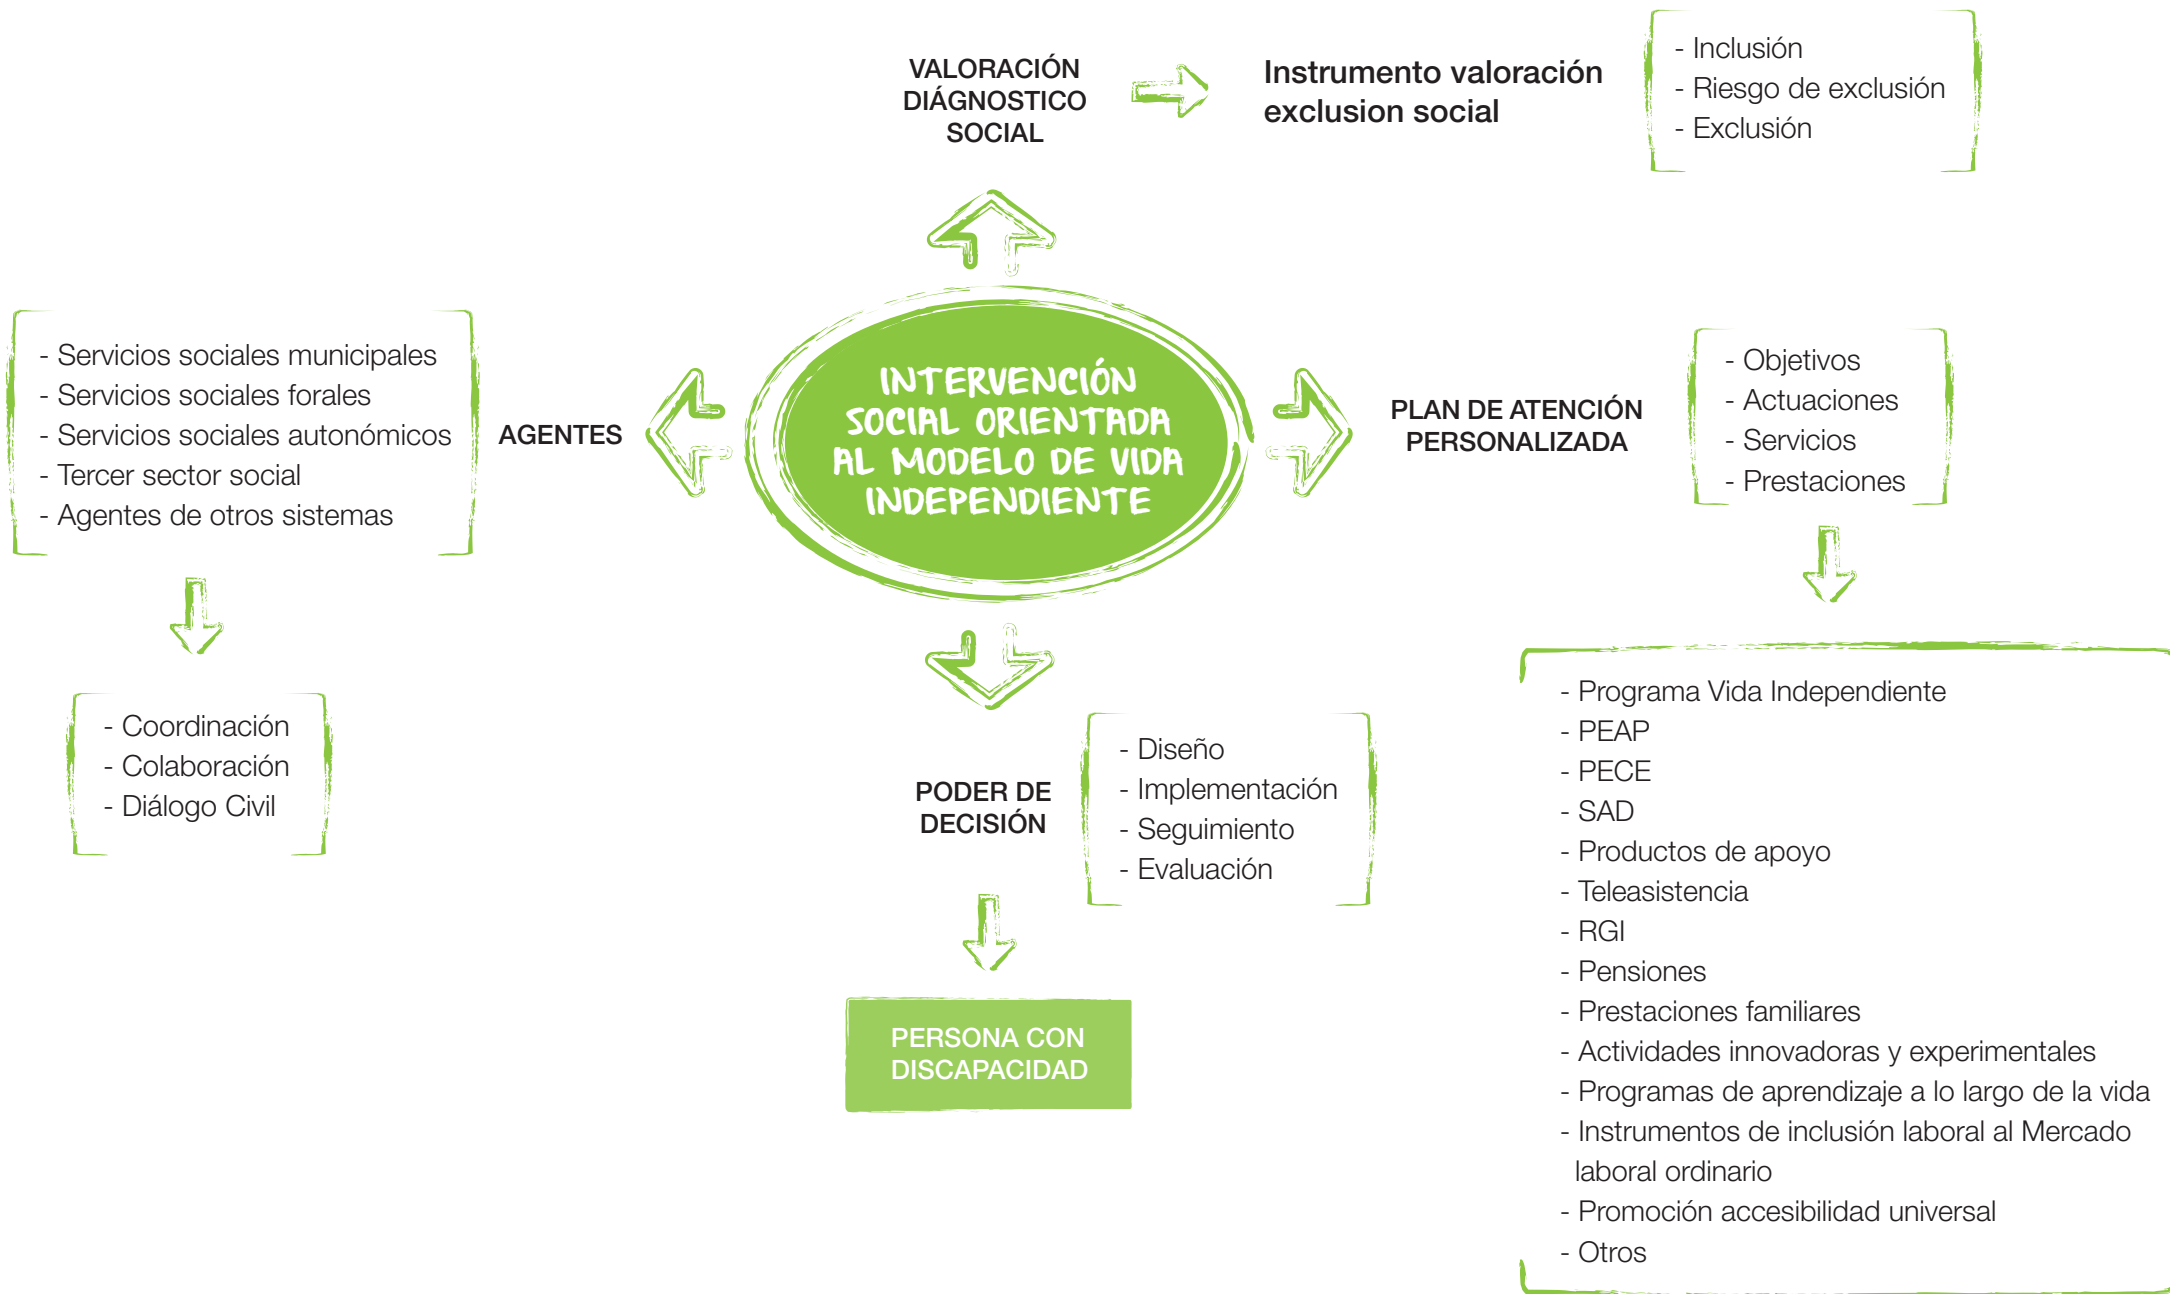 VALORACIÓN
DIÁGNOSTICO
SOCIAL
Instrumento valoración
exclusion social
- Inclusión
- Riesgo de exclusión
- Exclusión
- Servicios sociales municipales
- Servicios sociales forales
- Servicios sociales autonómicos
- Tercer sector social
- Agentes de otros sistemas
AGENTES
INTERVENCIÓN
SOCIAL ORIENTADA
AL MODELO DE VIDA
INDEPENDIENTE
PLAN DE ATENCIÓN
PERSONALIZADA
- Objetivos
- Actuaciones
- Servicios
- Prestaciones
- Coordinación
- Colaboración
- Diálogo Civil
PODER DE
DECISIÓN
- Diseño
- Implementación
- Seguimiento
- Evaluación
PERSONA CON
DISCAPACIDAD
- Programa Vida Independiente
- PEAP
- PECE
- SAD
- Productos de apoyo
- Teleasistencia
- RGI
- Pensiones
- Prestaciones familiares
- Actividades innovadoras y experimentales
- Programas de aprendizaje a lo largo de la vida
- Instrumentos de inclusión laboral al Mercado
laboral ordinario
- Promoción accesibilidad universal
- Otros